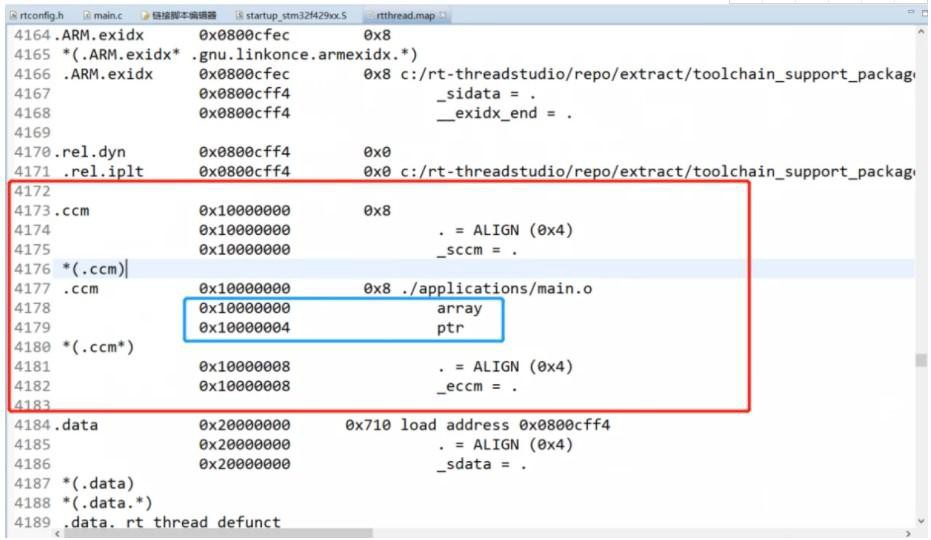 rtconfig.h main.c 链接脚本编辑器 startup_stm32f429xx.S rtthread.map
4164 .ARM.exidx 0x0800cfec 0x8
4165 *(.ARM.exidx* .gnu.linkonce.armexidx.*)
4166 .ARM.exidx 0x0800cfec 0x8 c:/rt-threadstudio/repo/extract/toolchain_support_package
4167 0x0800cff4 _sidata = .
4168 0x0800cff4 __exidx_end = .
4169
4170 .rel.dyn 0x0800cff4 0x0
4171 .rel.iplt 0x0800cff4 0x0 c:/rt-threadstudio/repo/extract/toolchain_support_package
4172
4173 .ccm 0x10000000 0x8
4174 0x10000000 . = ALIGN (0x4)
4175 0x10000000 _sccm = .
4176 *(.ccm)
4177 .ccm 0x10000000 0x8 ./applications/main.o
4178 0x10000000 array
4179 0x10000004 ptr
4180 *(.ccm*)
4181 0x10000008 . = ALIGN (0x4)
4182 0x10000008 _eccm = .
4183
4184 .data 0x20000000 0x710 load address 0x0800cff4
4185 0x20000000 . = ALIGN (0x4)
4186 0x20000000 _sdata = .
4187 *(.data)
4188 *(.data.*)
4189 .data. rt thread defunct